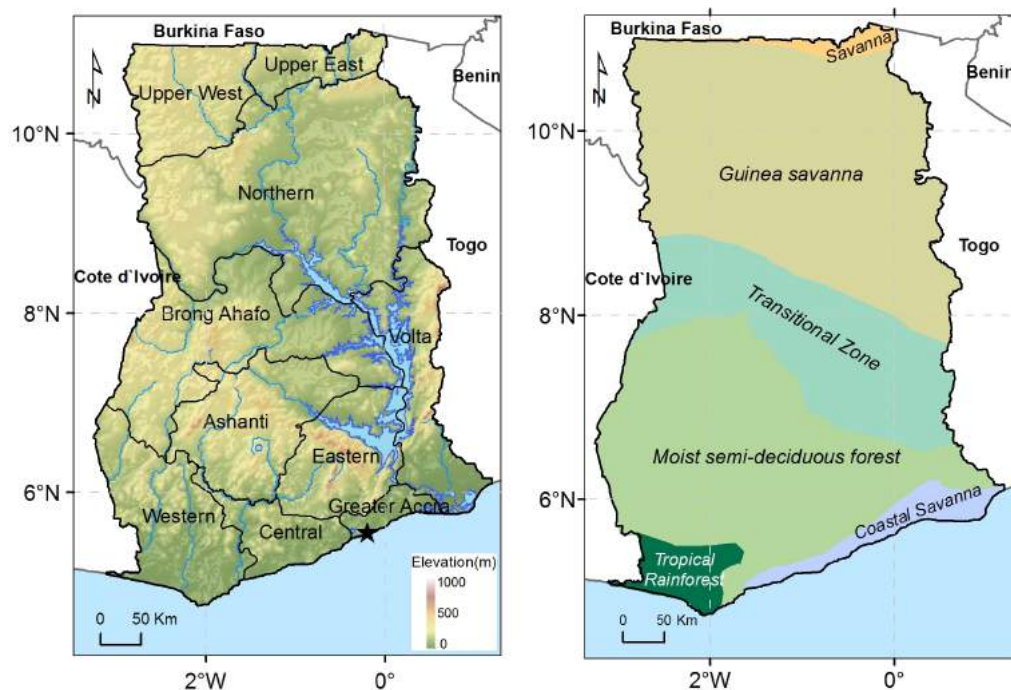 Burkina Faso
Upper East
Upper West
Benin
N
10°N
Northern
Togo
Cote d`Ivoire
8°N
Brong Ahafo
Volta
Ashanti
Eastern
6°N
Western
Greater Accra
Central
Elevation(m)
1000
500
0
0 50 Km
2°W 0°
Burkina Faso
Savanna
Benin
N
10°N
Guinea savanna
Togo
Cote d`Ivoire
8°N
Transitional Zone
Moist semi-deciduous forest
6°N
Coastal Savanna
Tropical
Rainforest
0 50 Km
2°W 0°